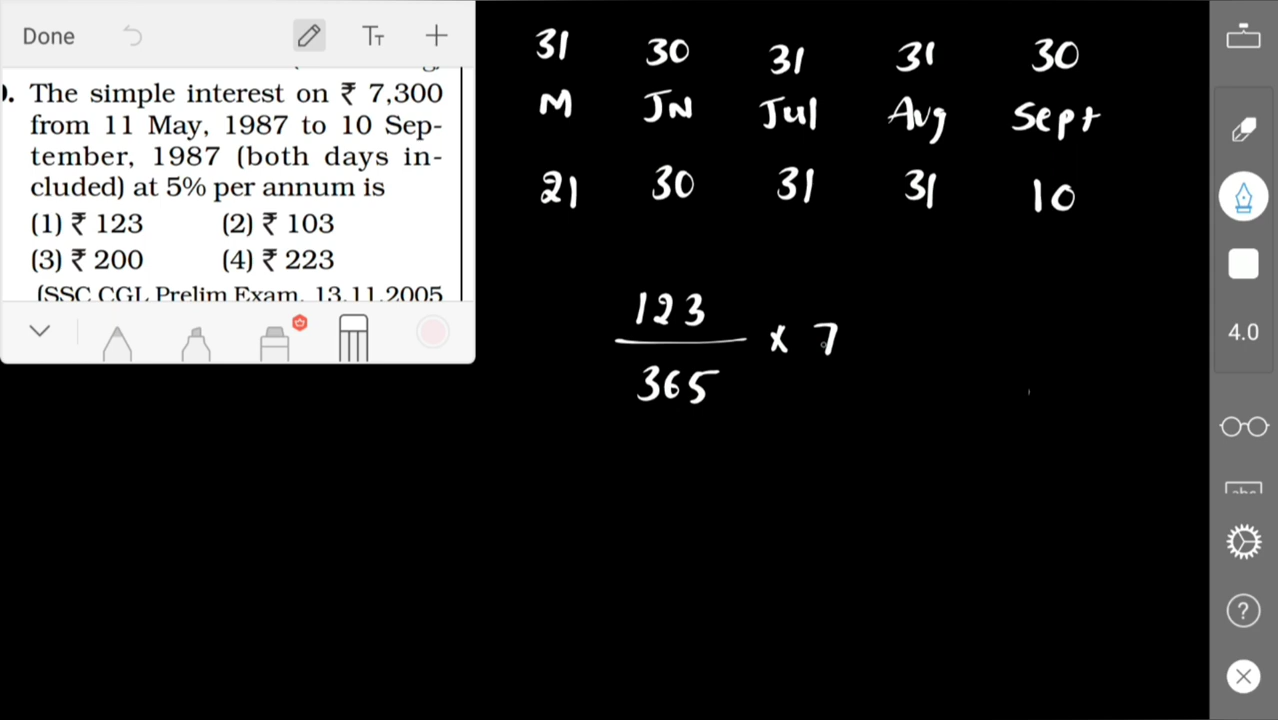 Done
). The simple interest on ₹ 7,300
from 11 May, 1987 to 10 Sep-
tember, 1987 (both days in-
cluded) at 5% per annum is
(1) ₹ 123 (2) ₹ 103
(3) ₹ 200 (4) ₹ 223
(SSC CGL Prelim Exam. 13.11.2005
31 30 31 31 30
M JN Jul Aug Sept
21 30 31 31 10
123
365
x 7
4.0
abc
?